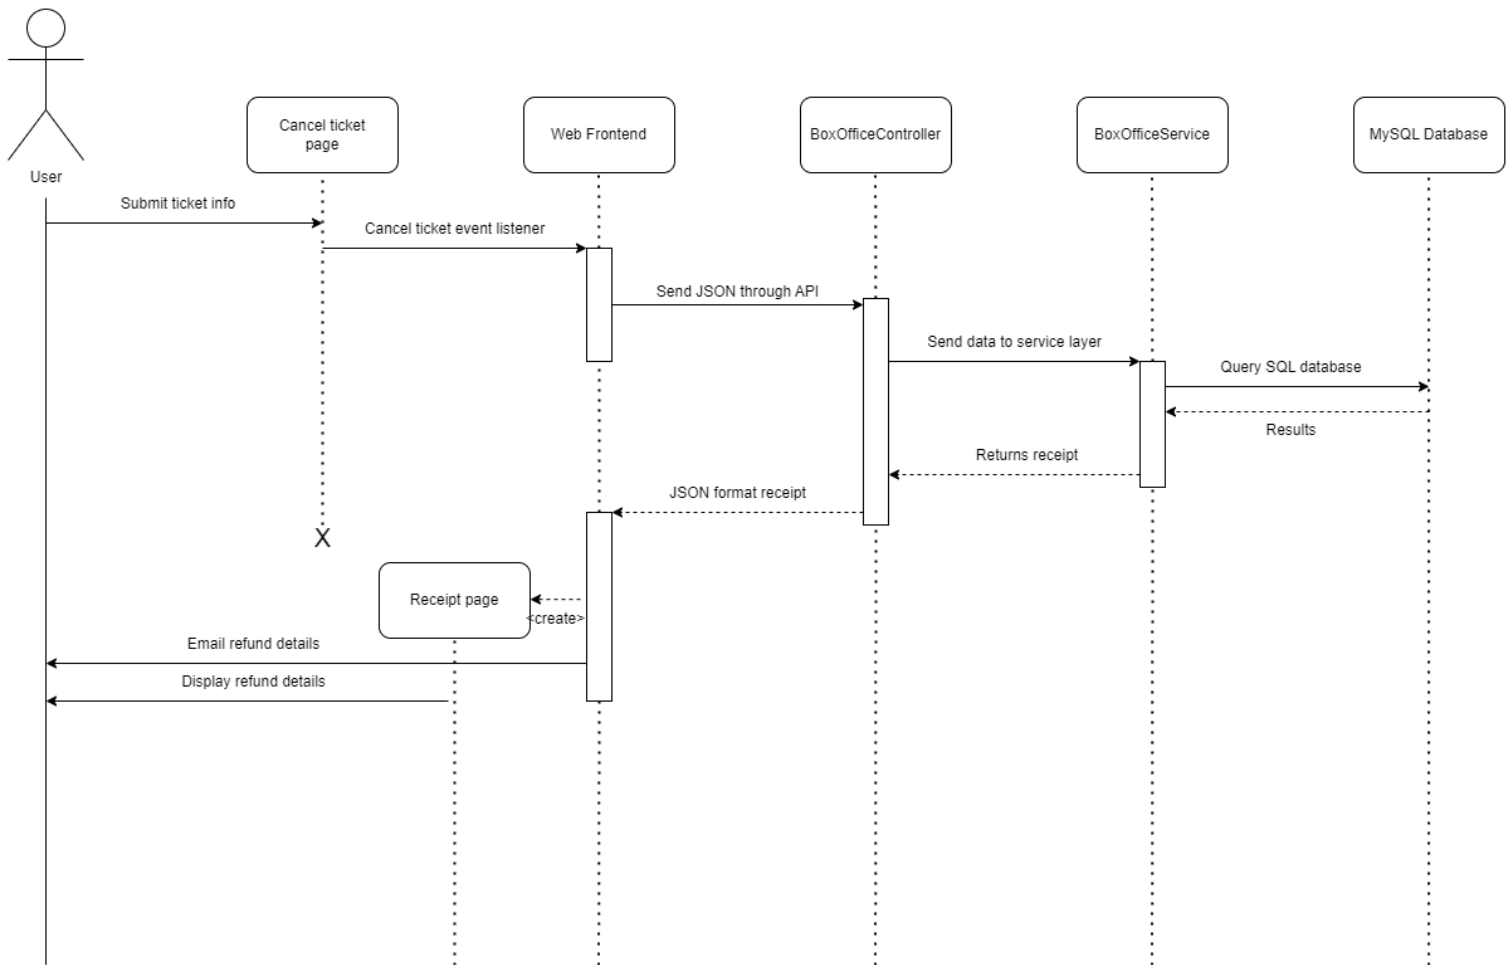 Cancel ticket
page
Web Frontend
BoxOfficeController
BoxOfficeService
MySQL Database
User
Submit ticket info
Cancel ticket event listener
Send JSON through API
Send data to service layer
Query SQL database
Results
Returns receipt
JSON format receipt
X
Receipt page
<create>
Email refund details
Display refund details